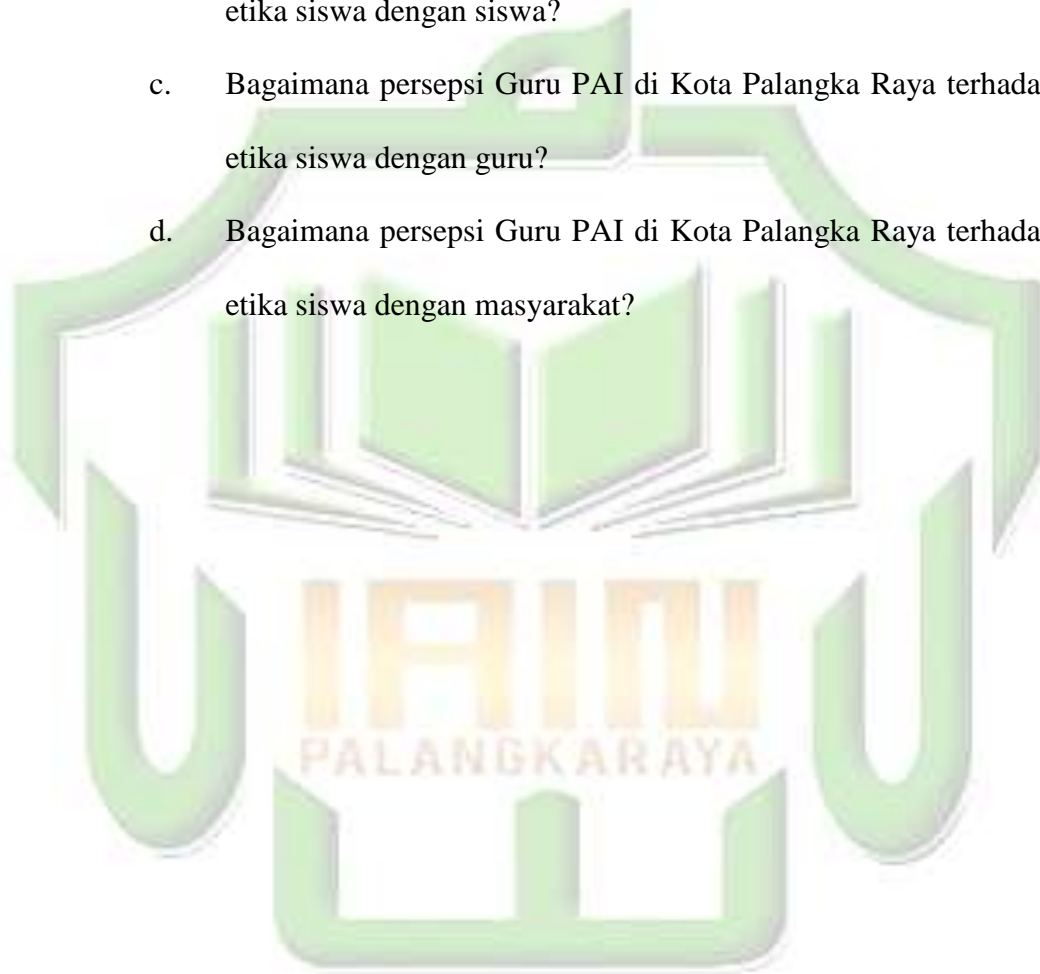 etika siswa dengan siswa?
c. Bagaimana persepsi Guru PAI di Kota Palangka Raya terhada
etika siswa dengan guru?
d. Bagaimana persepsi Guru PAI di Kota Palangka Raya terhada
etika siswa dengan masyarakat?
IAIN
PALANGKARAYA